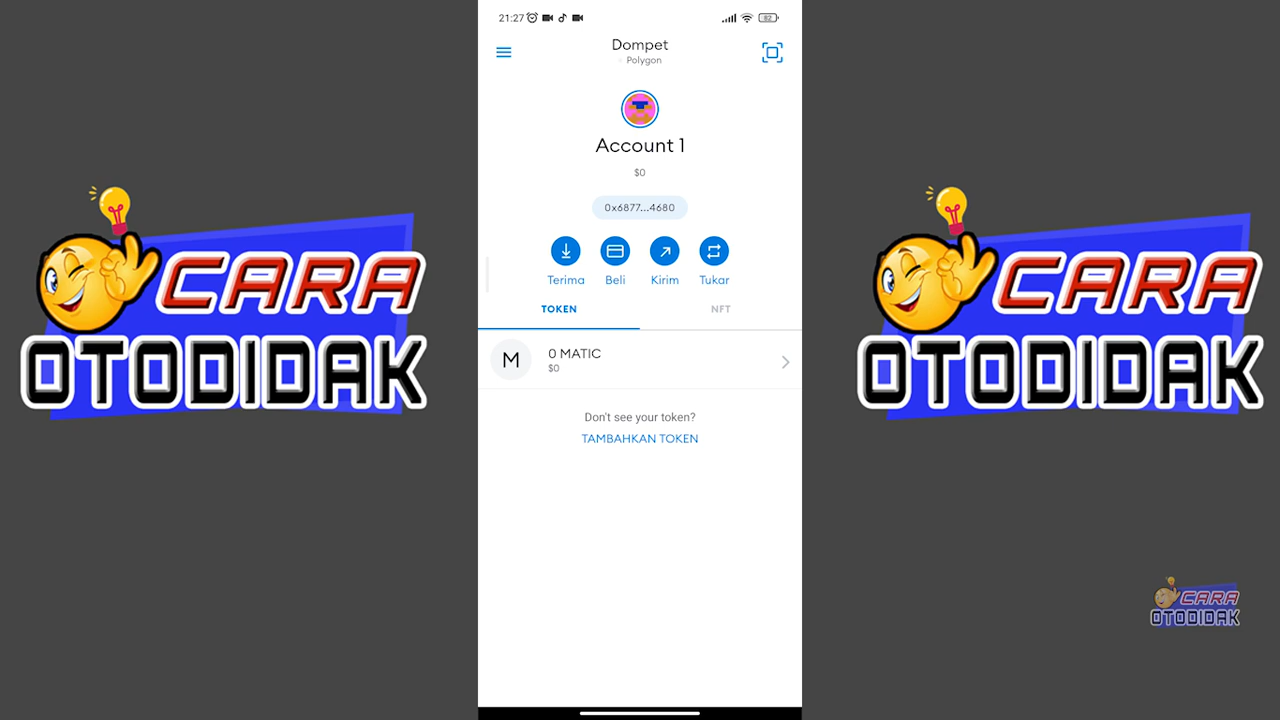 CARA
OTODIDAK
21:27
82
Dompet
Polygon
Account 1
$0
0x6877...4680
Terima
Beli
Kirim
Tukar
TOKEN
NFT
M
0 MATIC
$0
Don't see your token?
TAMBAHKAN TOKEN
CARA
OTODIDAK
CARA
OTODIDAK